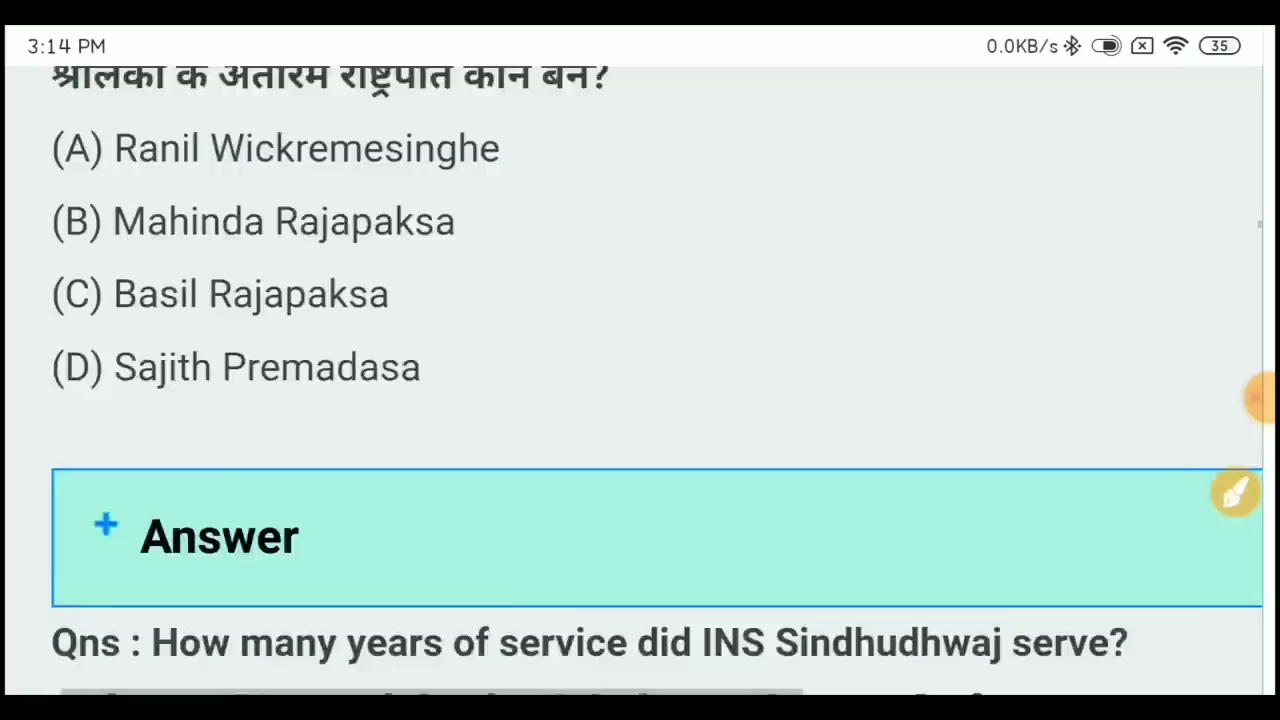 3:14 PM
0.0KB/s
35
श्रीलंका के अंतरिम राष्ट्रपति कौन बने?
(A) Ranil Wickremesinghe
(B) Mahinda Rajapaksa
(C) Basil Rajapaksa
(D) Sajith Premadasa
+ Answer
Qns : How many years of service did INS Sindhudhwaj serve?